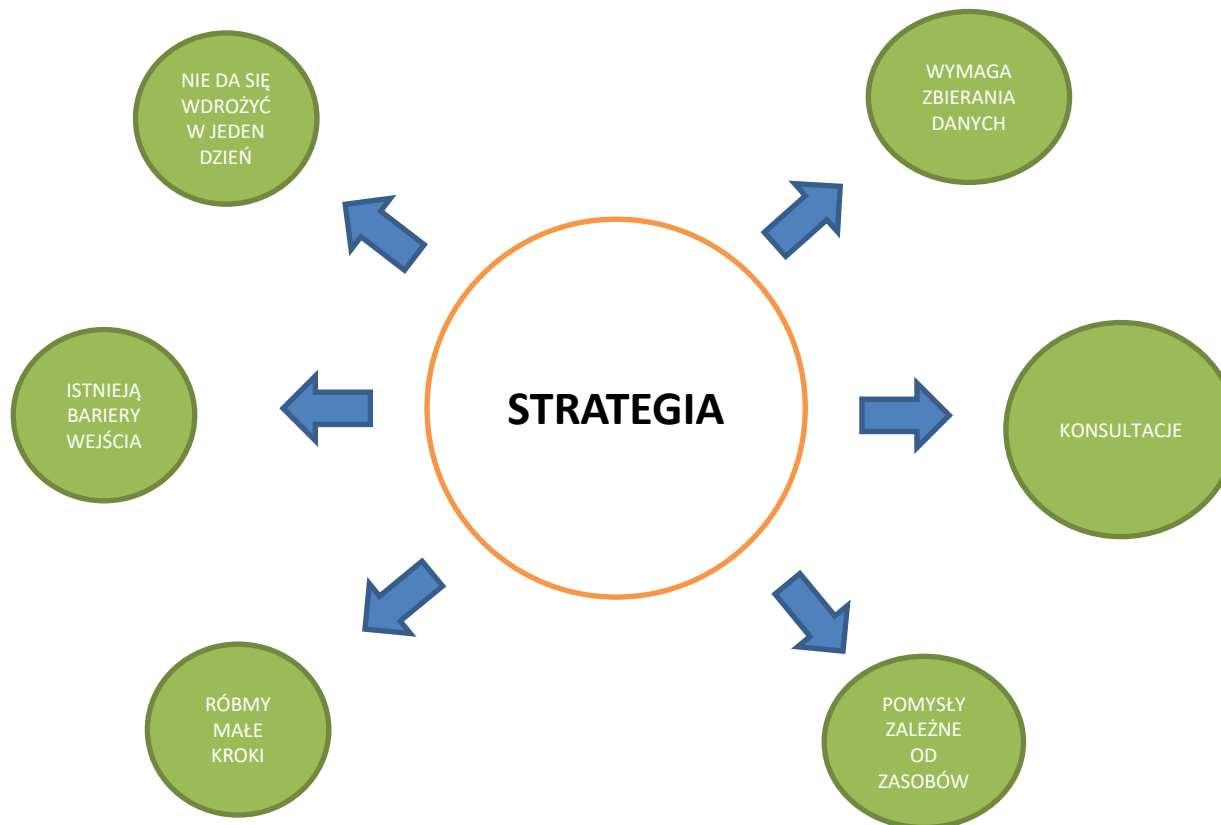 NIE DA SIĘ
WDROŻYĆ
W JEDEN
DZIEŃ
WYMAGA
ZBIERANIA
DANYCH
ISTNIEJĄ
BARIERY
WEJŚCIA
STRATEGIA
KONSULTACJE
RÓBMY
MAŁE
KROKI
POMYSŁY
ZALEŻNE
OD
ZASOBÓW